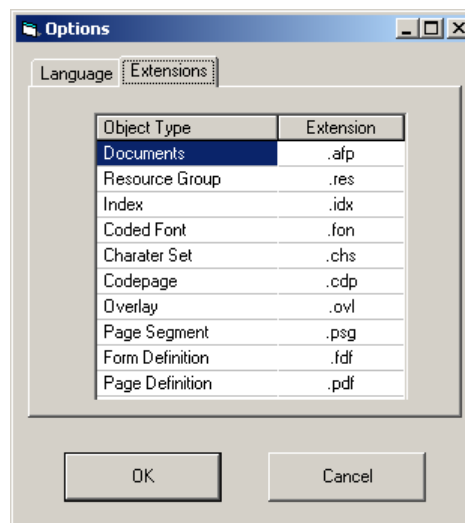 Options
Language Extensions
Object Type Extension
Documents .afp
Resource Group .res
Index .idx
Coded Font .fon
Charater Set .chs
Codepage .cdp
Overlay .ovl
Page Segment .psg
Form Definition .fdf
Page Definition .pdf
OK Cancel